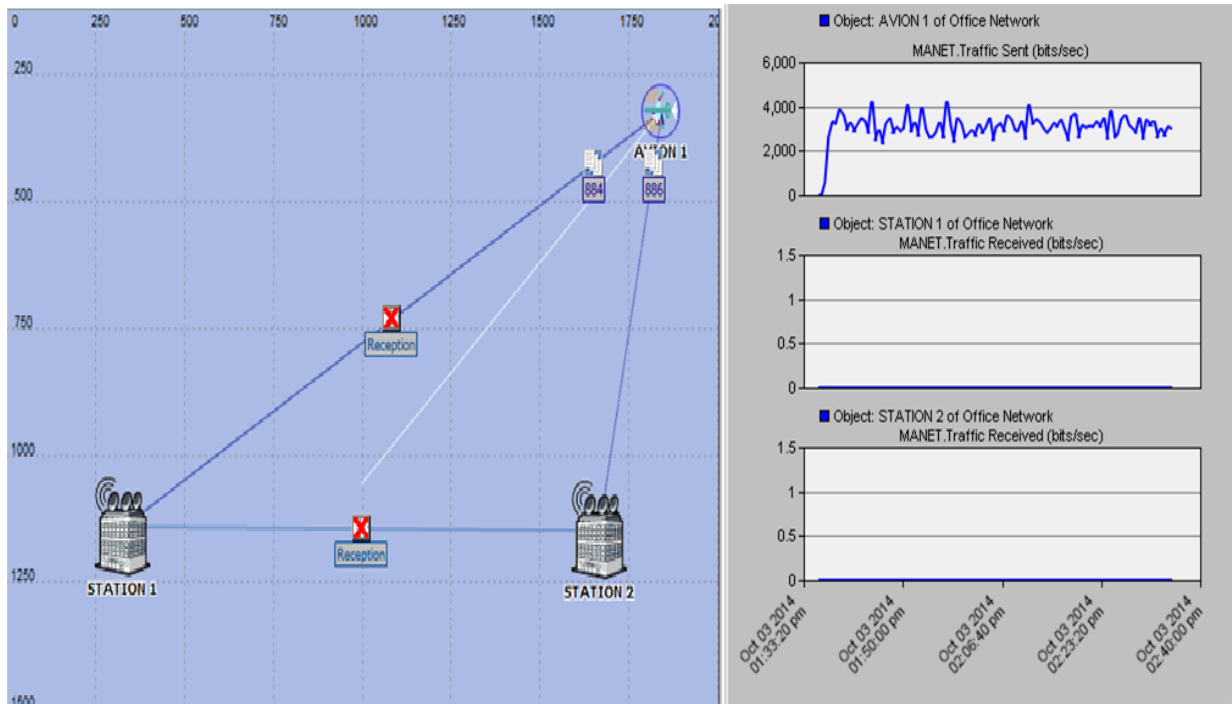 0 250 500 750 1000 1250 1500 1750 20
250
AVION 1
884 886
500
750
Reception
1000
Reception
1250
STATION 1
STATION 2
1500
Object: AVION 1 of Office Network
MANET.Traffic Sent (bits/sec)
6,000
4,000
2,000
0
Object: STATION 1 of Office Network
MANET.Traffic Received (bits/sec)
1.5
1
0.5
0
Object: STATION 2 of Office Network
MANET.Traffic Received (bits/sec)
1.5
1
0.5
0
Oct 03 2014
01:33:20 pm
Oct 03 2014
01:50:00 pm
Oct 03 2014
02:06:40 pm
Oct 03 2014
02:23:20 pm
Oct 03 2014
02:40:00 pm